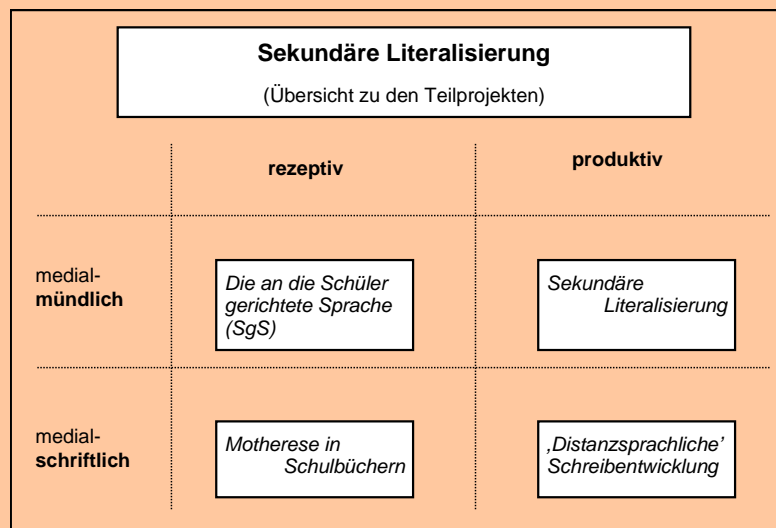 Sekundäre Literalisierung
(Übersicht zu den Teilprojekten)
rezeptiv
produktiv
medial-
mündlich
Die an die Schüler
gerichtete Sprache
(SgS)
Sekundäre
Literalisierung
medial-
schriftlich
Motherese in
Schulbüchern
‚Distanzsprachliche’
Schreibentwicklung